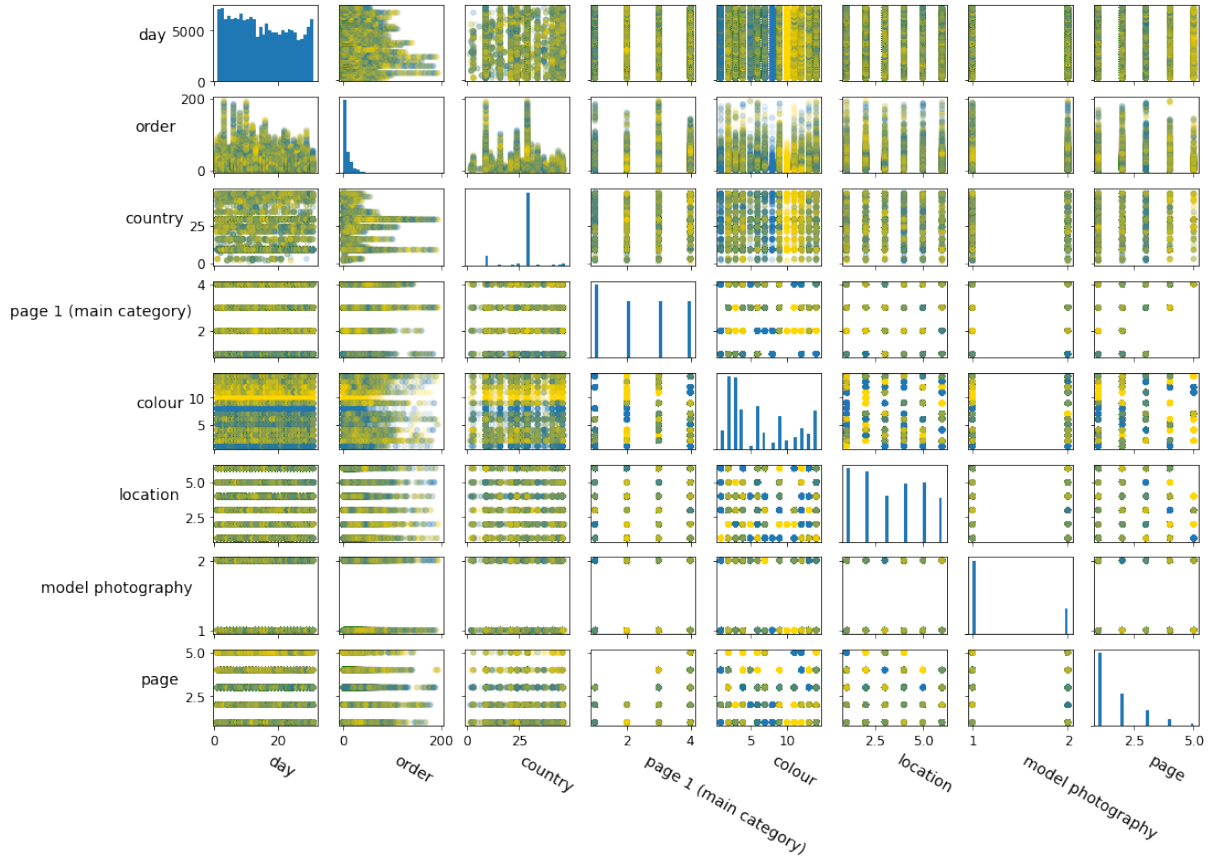 day
5000
0
order
200
0
country
25
0
page 1 (main category)
4
2
colour
10
5
location
5.0
2.5
model photography
2
1
page
5.0
2.5
0 20 0 200 0 25 2 4 5 10 2.5 5.0 1 2 2.5 5.0
day order country page 1 (main category) colour location model photography page